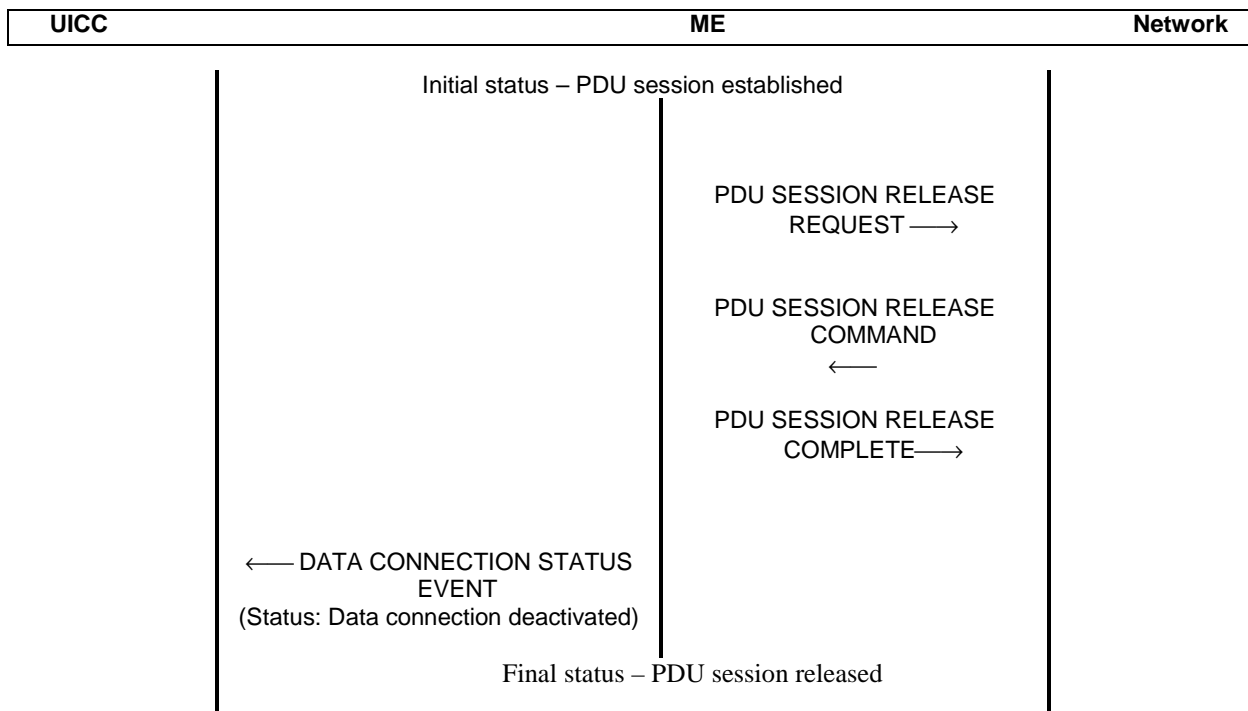 UICC ME Network
Initial status – PDU session established
PDU SESSION RELEASE
REQUEST ⟶
PDU SESSION RELEASE
COMMAND
⟵
PDU SESSION RELEASE
COMPLETE⟶
⟵ DATA CONNECTION STATUS
EVENT
(Status: Data connection deactivated)
Final status – PDU session released